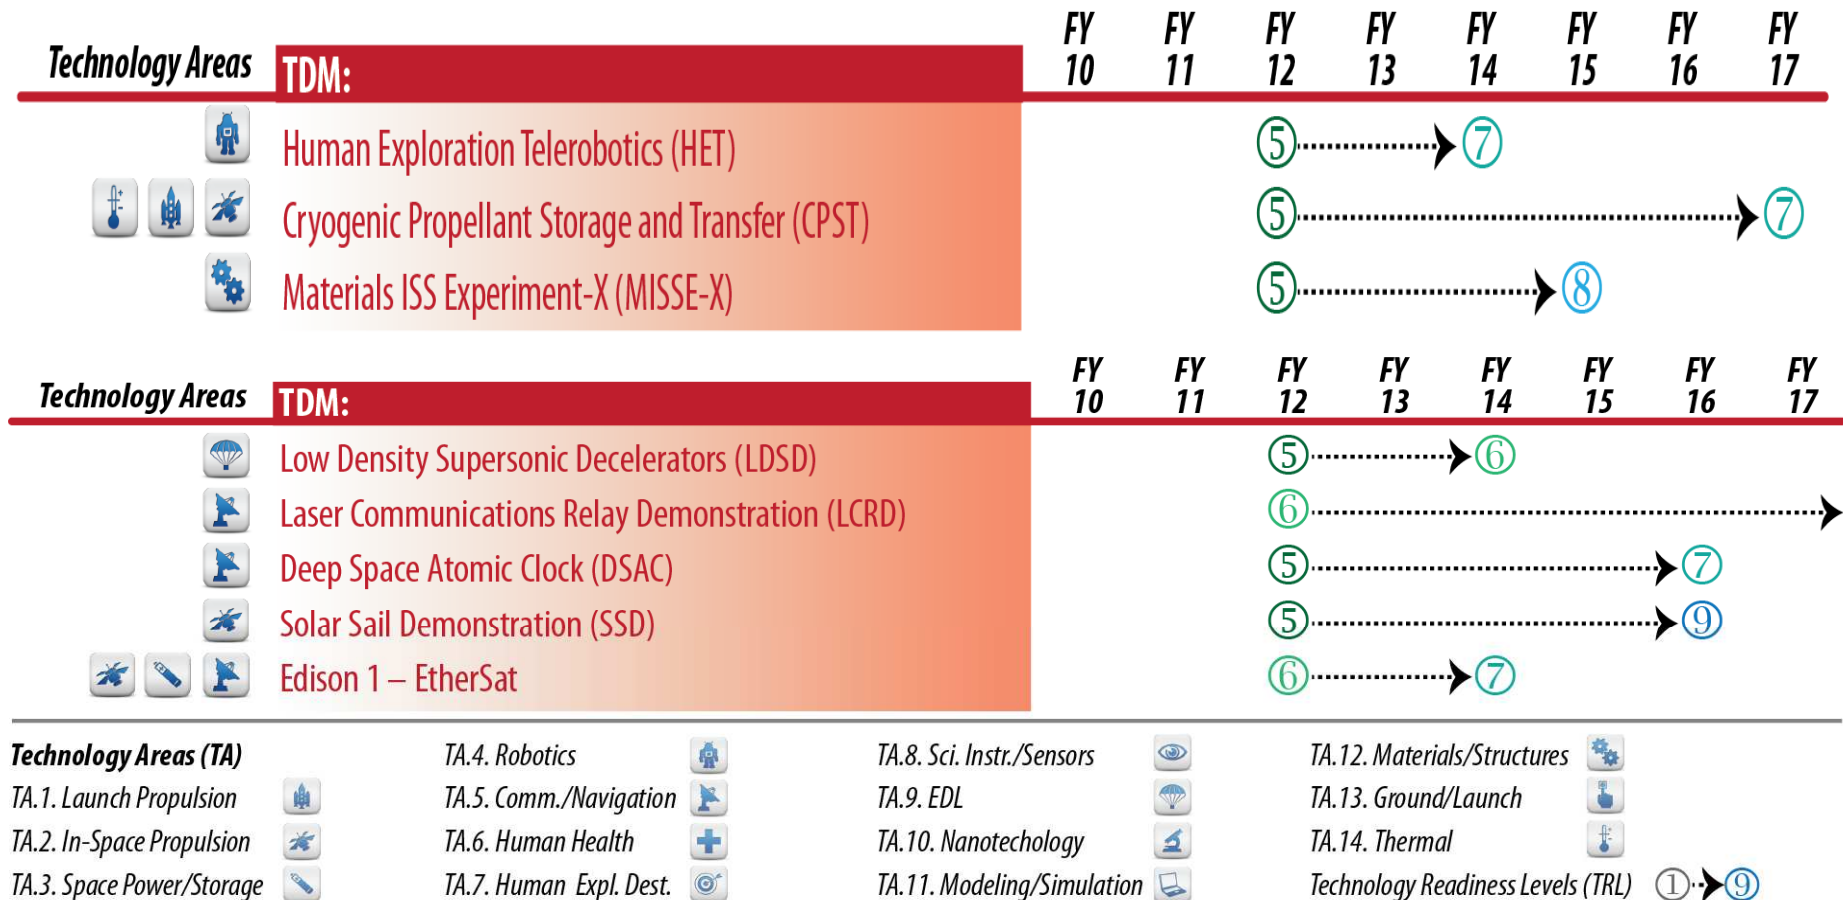 Technology Areas TDM: FY 10 FY 11 FY 12 FY 13 FY 14 FY 15 FY 16 FY 17
Human Exploration Telerobotics (HET) 5 7
Cryogenic Propellant Storage and Transfer (CPST) 5 7
Materials ISS Experiment-X (MISSE-X) 5 8
Technology Areas TDM: FY 10 FY 11 FY 12 FY 13 FY 14 FY 15 FY 16 FY 17
Low Density Supersonic Decelerators (LDSD) 5 6
Laser Communications Relay Demonstration (LCRD) 6
Deep Space Atomic Clock (DSAC) 5 7
Solar Sail Demonstration (SSD) 5 9
Edison 1 – EtherSat 6 7
Technology Areas (TA)
TA.1. Launch Propulsion
TA.2. In-Space Propulsion
TA.3. Space Power/Storage
TA.4. Robotics
TA.5. Comm./Navigation
TA.6. Human Health
TA.7. Human Expl. Dest.
TA.8. Sci. Instr./Sensors
TA.9. EDL
TA.10. Nanotechology
TA.11. Modeling/Simulation
TA.12. Materials/Structures
TA.13. Ground/Launch
TA.14. Thermal
Technology Readiness Levels (TRL) 1 9